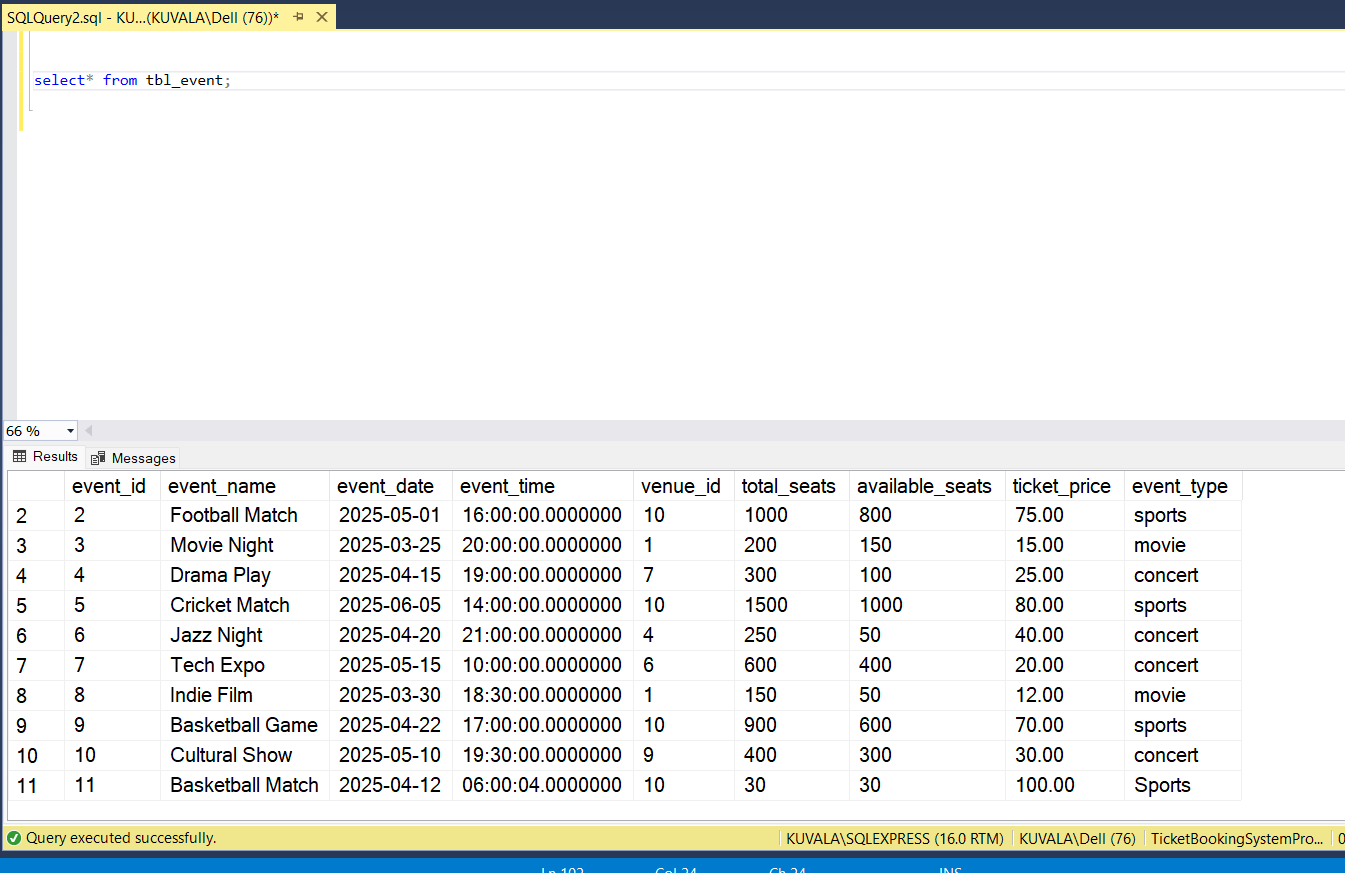 SQLQuery2.sql - KU...(KUVALA\Dell (76))*
select* from tbl_event;
66 %
Results Messages
event_id event_name event_date event_time venue_id total_seats available_seats ticket_price event_type
2 2 Football Match 2025-05-01 16:00:00.0000000 10 1000 800 75.00 sports
3 3 Movie Night 2025-03-25 20:00:00.0000000 1 200 150 15.00 movie
4 4 Drama Play 2025-04-15 19:00:00.0000000 7 300 100 25.00 concert
5 5 Cricket Match 2025-06-05 14:00:00.0000000 10 1500 1000 80.00 sports
6 6 Jazz Night 2025-04-20 21:00:00.0000000 4 250 50 40.00 concert
7 7 Tech Expo 2025-05-15 10:00:00.0000000 6 600 400 20.00 concert
8 8 Indie Film 2025-03-30 18:30:00.0000000 1 150 50 12.00 movie
9 9 Basketball Game 2025-04-22 17:00:00.0000000 10 900 600 70.00 sports
10 10 Cultural Show 2025-05-10 19:30:00.0000000 9 400 300 30.00 concert
11 11 Basketball Match 2025-04-12 06:00:04.0000000 10 30 30 100.00 Sports
Query executed successfully. KUVALA\SQLEXPRESS (16.0 RTM) KUVALA\Dell (76) TicketBookingSystemPro... 0